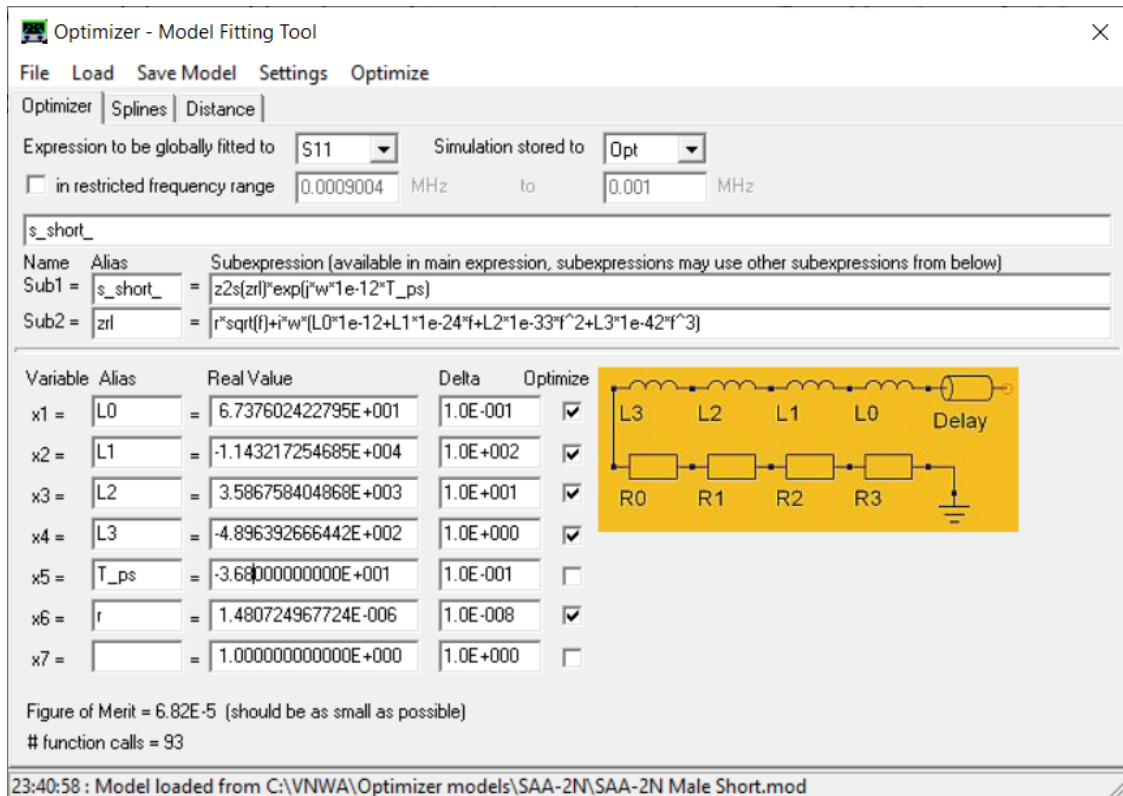 Optimizer - Model Fitting Tool
File Load Save Model Settings Optimize
Optimizer Splines Distance
Expression to be globally fitted to S11 Simulation stored to Opt
in restricted frequency range 0.0009004 MHz to 0.001 MHz
s_short_
Name Alias Subexpression (available in main expression, subexpressions may use other subexpressions from below)
Sub1 = s_short_ = z2s(zrl)*exp(j*w*1e-12*T_ps)
Sub2 = zrl = r*sqrt(f)+i*w*(L0*1e-12+L1*1e-24*f+L2*1e-33*f^2+L3*1e-42*f^3)
Variable Alias Real Value Delta Optimize
x1 = L0 = 6.737602422795E+001 1.0E-001
x2 = L1 = -1.143217254685E+004 1.0E+002
x3 = L2 = 3.586758404868E+003 1.0E+001
x4 = L3 = -4.896392666442E+002 1.0E+000
x5 = T_ps = -3.68000000000E+001 1.0E-001
x6 = r = 1.480724967724E-006 1.0E-008
x7 = = 1.000000000000E+000 1.0E+000
L3 L2 L1 L0 Delay
R0 R1 R2 R3
Figure of Merit = 6.82E-5 (should be as small as possible)
# function calls = 93
23:40:58 : Model loaded from C:\VNWA\Optimizer models\SAA-2N\SAA-2N Male Short.mod